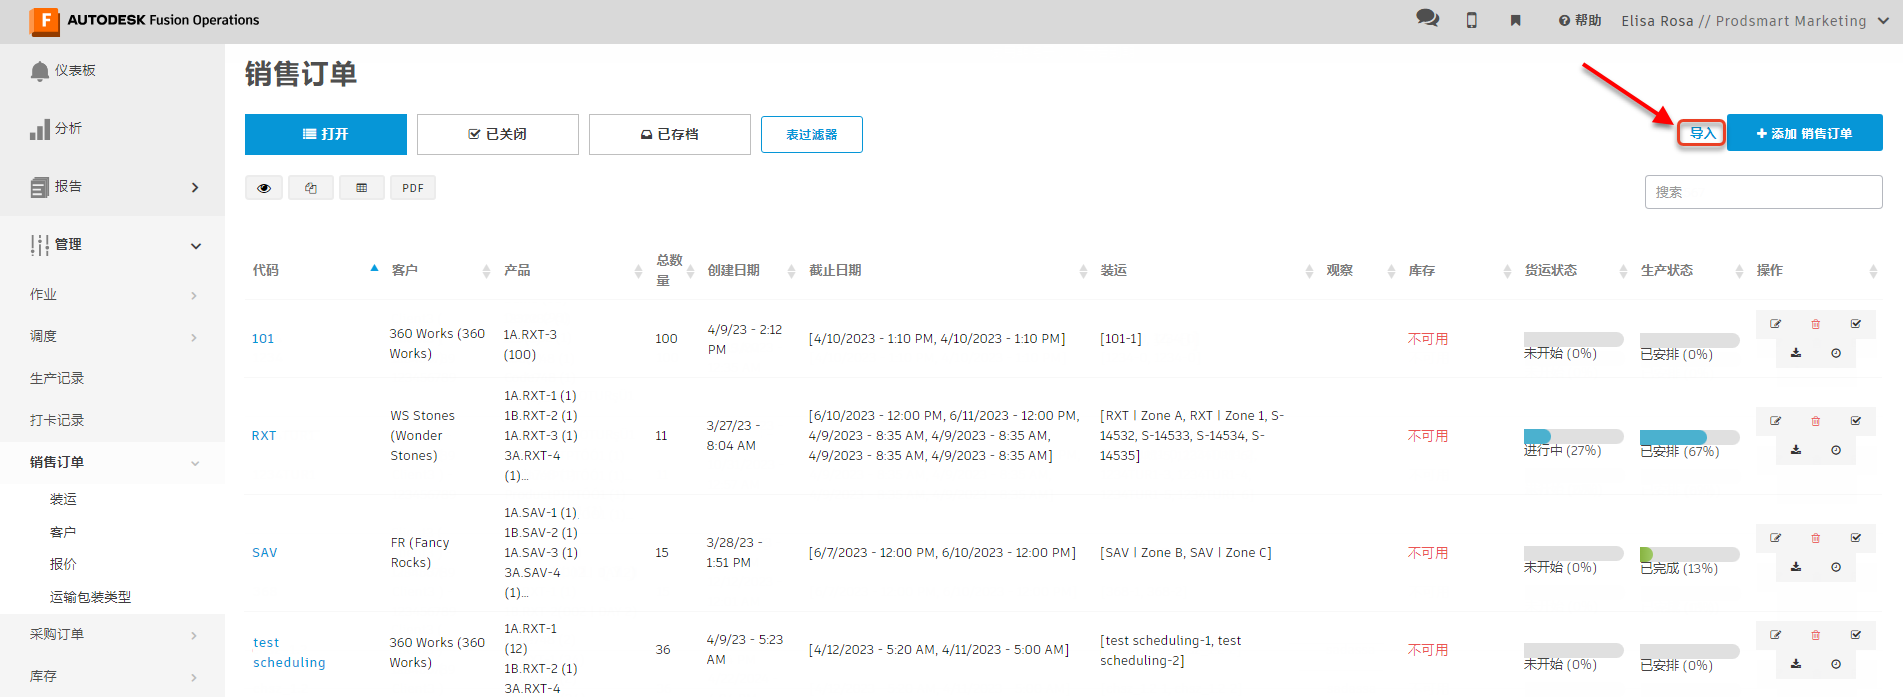 F AUTODESK Fusion Operations
帮助 Elisa Rosa // Prodsmart Marketing
仪表板
分析
报告
管理
作业
调度
生产记录
打卡记录
销售订单
装运
客户
报价
运输包装类型
采购订单
库存
销售订单
打开 已关闭 已存档 表过滤器 导入 添加 销售订单
PDF 搜索
代码 客户 产品 总数量 创建日期 截止日期 装运 观察 库存 货运状态 生产状态 操作
101
360 Works (360
Works)
1A.RXT-3
(100)
100
4/9/23 - 2:12
PM
[4/10/2023 - 1:10 PM, 4/10/2023 - 1:10 PM]
[101-1]
不可用
未开始 (0%)
已安排 (0%)
RXT
WS Stones
(Wonder
Stones)
1A.RXT-1 (1)
1B.RXT-2 (1)
1A.RXT-3 (1)
3A.RXT-4
(1)...
11
3/27/23 -
8:04 AM
[6/10/2023 - 12:00 PM, 6/11/2023 - 12:00 PM,
4/9/2023 - 8:35 AM, 4/9/2023 - 8:35 AM,
4/9/2023 - 8:35 AM, 4/9/2023 - 8:35 AM]
[RXT | Zone A, RXT | Zone 1, S-
14532, S-14533, S-14534, S-
14535]
不可用
进行中 (27%)
已安排 (67%)
SAV
FR (Fancy
Rocks)
1A.SAV-1 (1)
1B.SAV-2 (1)
1A.SAV-3 (1)
3A.SAV-4
(1)...
15
3/28/23 -
1:51 PM
[6/7/2023 - 12:00 PM, 6/10/2023 - 12:00 PM]
[SAV | Zone B, SAV | Zone C]
不可用
未开始 (0%)
已完成 (13%)
test
scheduling
360 Works (360
Works)
1A.RXT-1
(12)
1B.RXT-2 (1)
3A.RXT-4
36
4/9/23 - 5:23
AM
[4/12/2023 - 5:20 AM, 4/11/2023 - 5:00 AM]
[test scheduling-1, test
scheduling-2]
不可用
未开始 (0%)
已安排 (0%)